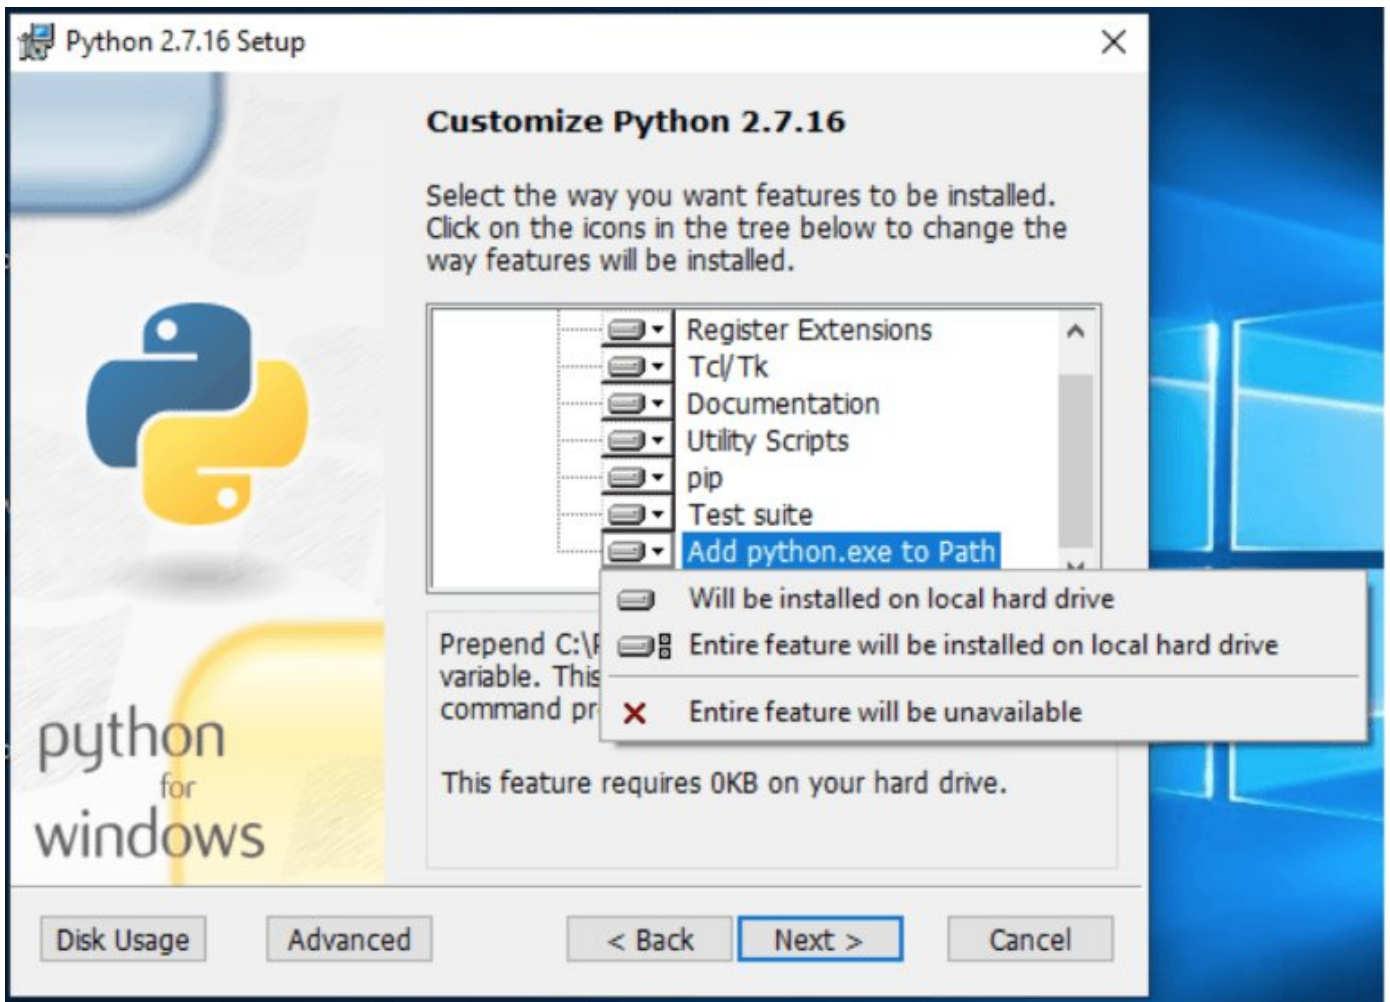 Python 2.7.16 Setup
Customize Python 2.7.16
Select the way you want features to be installed.
Click on the icons in the tree below to change the
way features will be installed.
Register Extensions
Tcl/Tk
Documentation
Utility Scripts
pip
Test suite
Add python.exe to Path
Will be installed on local hard drive
Entire feature will be installed on local hard drive
Entire feature will be unavailable
Prepend C:\
variable. This
command
This feature requires 0KB on your hard drive.
python
for
windows
Disk Usage
Advanced
< Back
Next >
Cancel